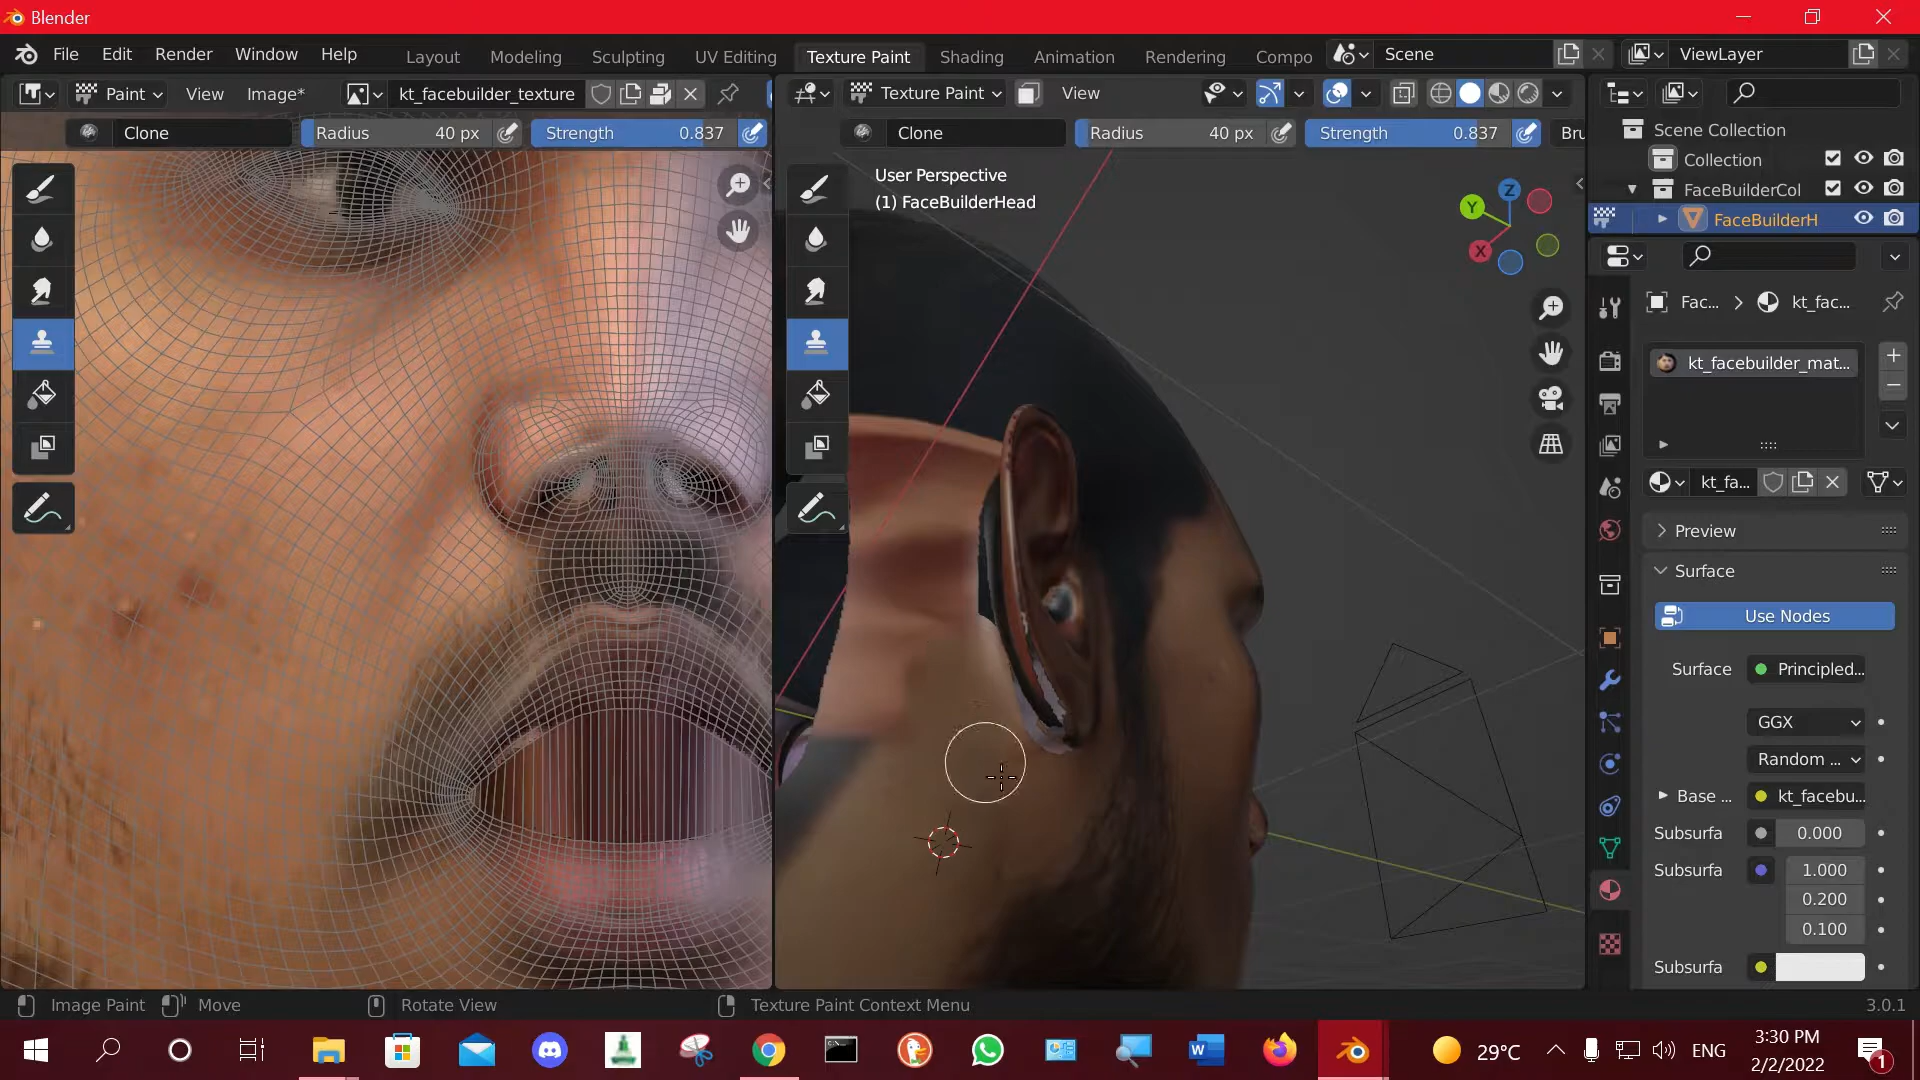 Blender
File Edit Render Window Help Layout Modeling Sculpting UV Editing Texture Paint Shading Animation Rendering Compo Scene ViewLayer
Paint View Image* kt_facebuilder_texture Texture Paint View
Clone Radius 40 px Strength 0.837 Clone Radius 40 px Strength 0.837 Bru
Scene Collection
Collection
FaceBuilderCol
FaceBuilderH
User Perspective
(1) FaceBuilderHead
Z
Y
X
Fac... kt_fac...
kt_facebuilder_mat...
kt_fa...
Preview
Surface
Use Nodes
Surface Principled...
GGX
Random ...
Base ... kt_facebu...
Subsurfa 0.000
Subsurfa 1.000
0.200
0.100
Subsurfa
Image Paint Move Rotate View Texture Paint Context Menu 3.0.1
29°C ENG 3:30 PM
2/2/2022
1